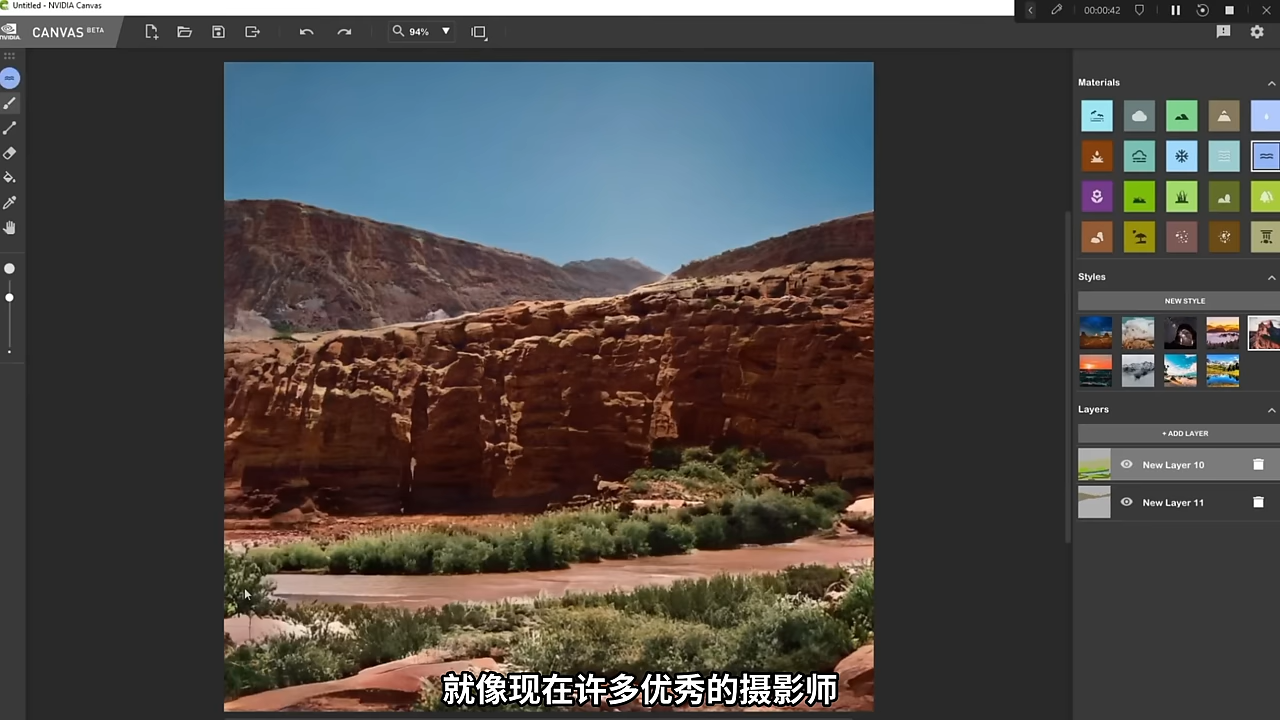 Untitled - NVIDIA Canvas
00:00:42
NVIDIA.
CANVAS BETA
94%
Materials
Styles
NEW STYLE
Layers
+ ADD LAYER
New Layer 10
New Layer 11
就像现在许多优秀的摄影师